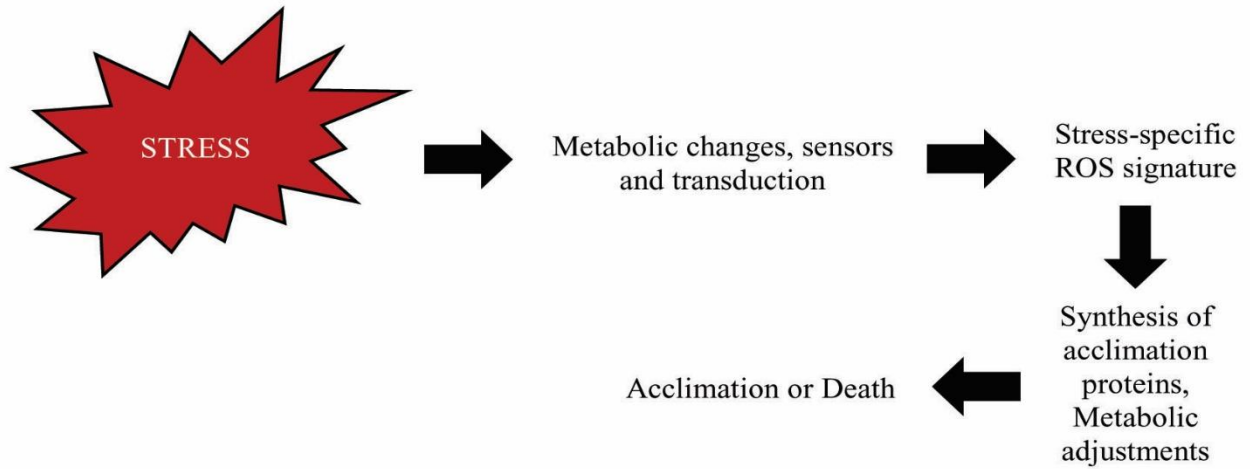 STRESS
Metabolic changes, sensors
and transduction
Stress-specific
ROS signature
Synthesis of
acclimation
proteins,
Metabolic
adjustments
Acclimation or Death